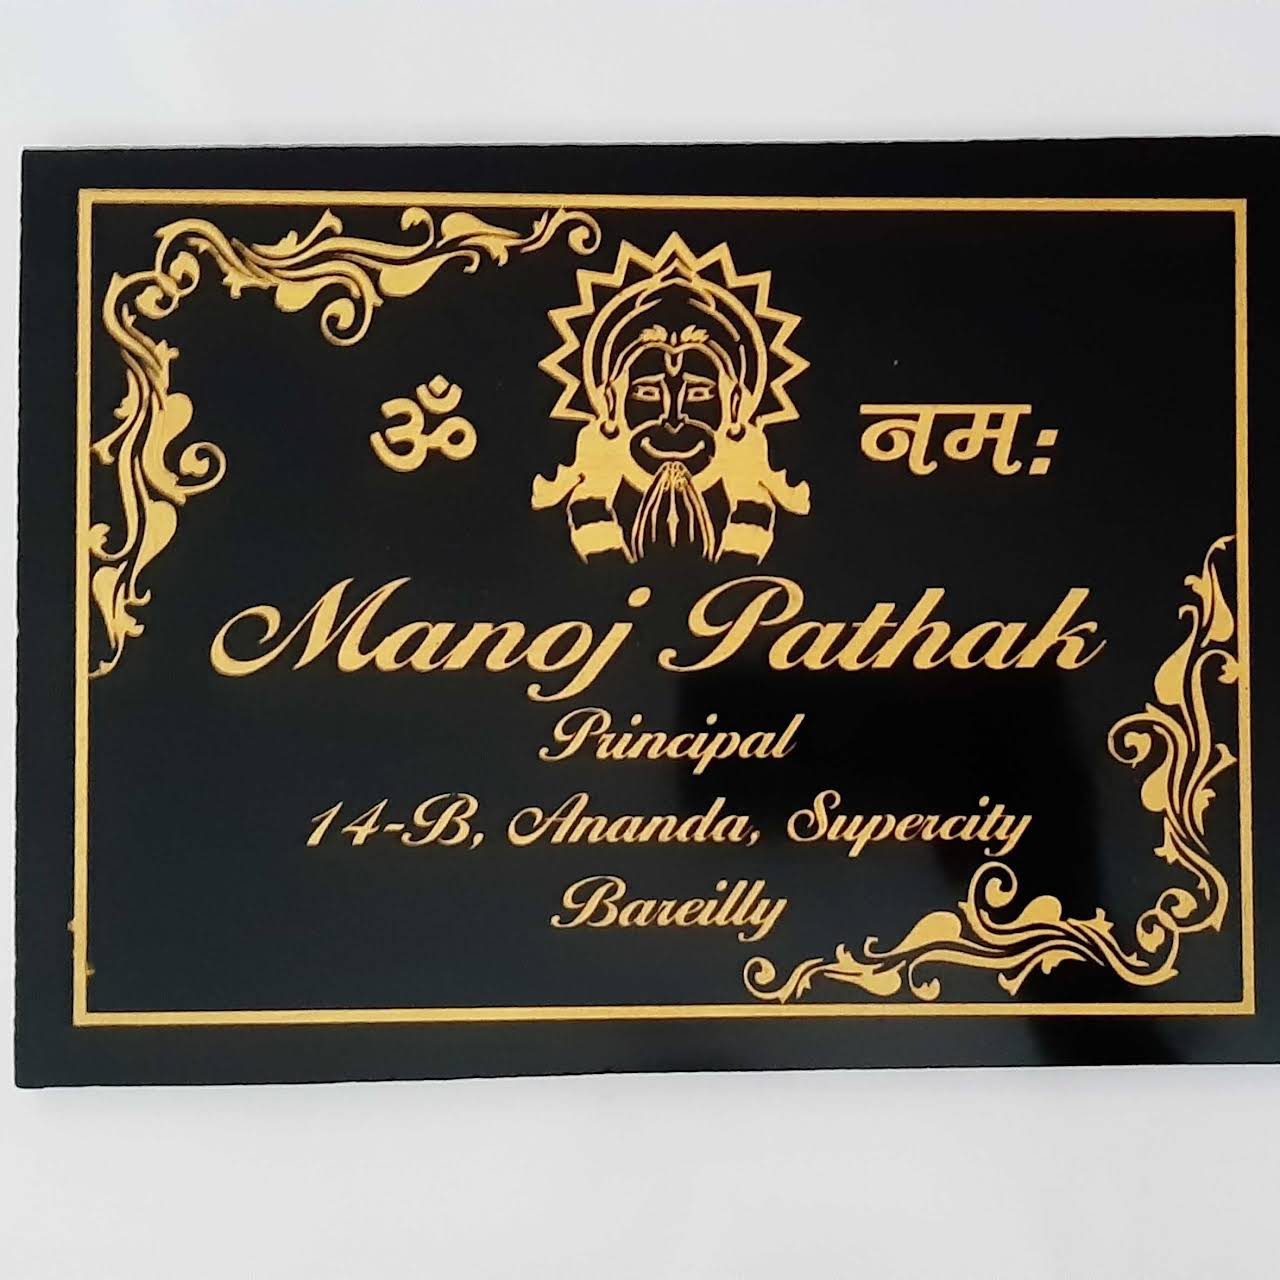 ॐ नमः
Manoj Pathak
Principal
14-B, Ananda, Supercity
Bareilly